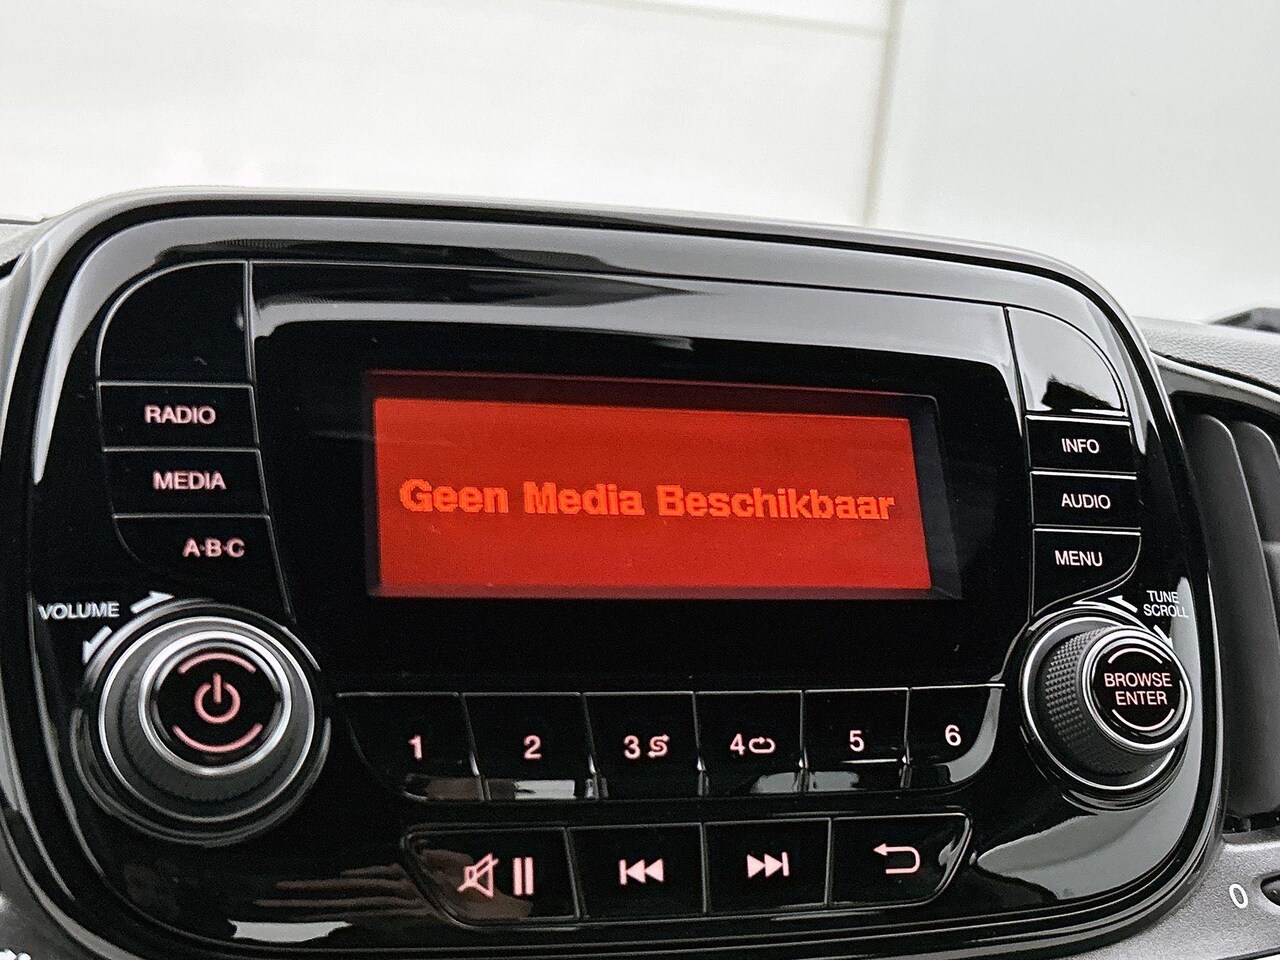 RADIO
MEDIA
A·B·C
VOLUME
Geen Media Beschikbaar
INFO
AUDIO
MENU
TUNE
SCROLL
BROWSE
ENTER
1
2
3
4
5
6
0